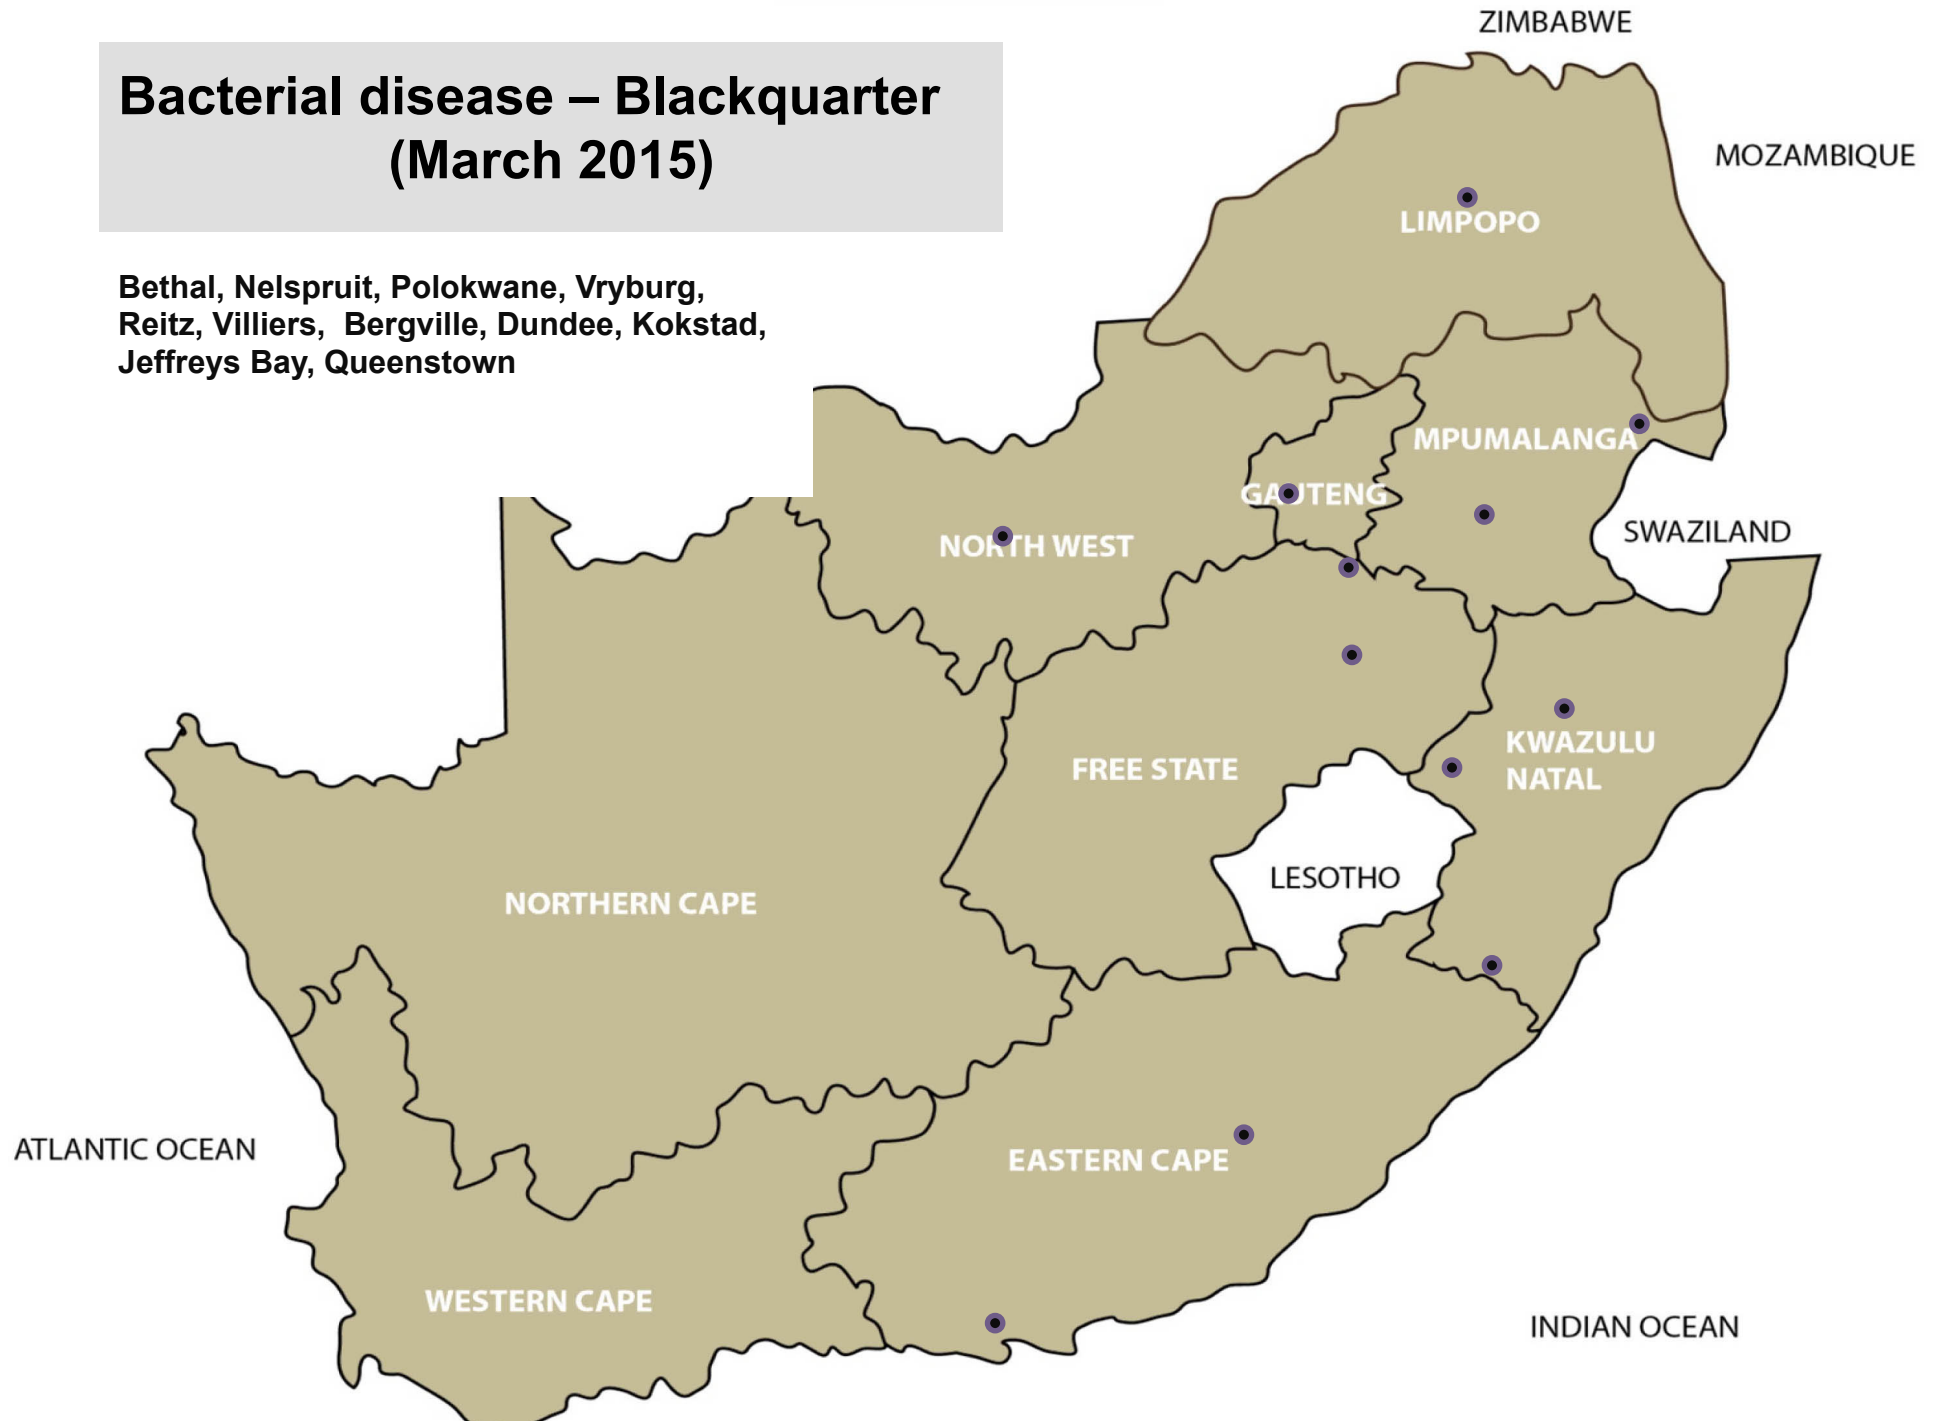 Bacterial disease – Blackquarter
(March 2015)
Bethal, Nelspruit, Polokwane, Vryburg,
Reitz, Villiers,  Bergville, Dundee, Kokstad,
Jeffreys Bay, Queenstown
ZIMBABWE
MOZAMBIQUE
LIMPOPO
MPUMALANGA
GAUTENG
SWAZILAND
NORTH WEST
KWAZULU
NATAL
FREE STATE
LESOTHO
NORTHERN CAPE
ATLANTIC OCEAN
EASTERN CAPE
WESTERN CAPE
INDIAN OCEAN